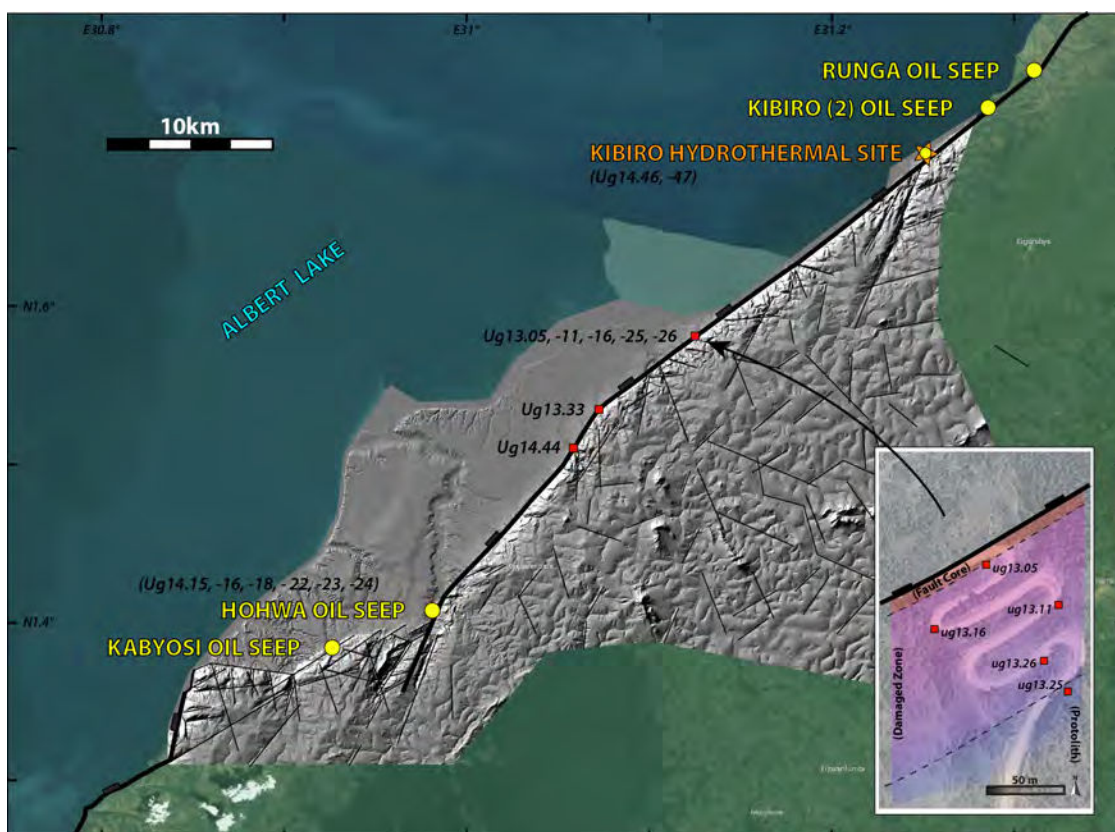 E30.8°
E31°
E31.2°
RUNGA OIL SEEP
10km
KIBIRO (2) OIL SEEP
KIBIRO HYDROTHERMAL SITE
(Ug14.46, -47)
ALBERT LAKE
N1.6°
Ug13.05, -11, -16, -25, -26
Ug13.33
Ug14.44
(Ug14.15, -16, -18, -22, -23, -24)
HOHWA OIL SEEP
N1.4°
KABYOSI OIL SEEP
(Fault Core)
ug13.05
ug13.11
ug13.16
ug13.26
ug13.25
(Damaged Zone)
(Protolith)
50 m